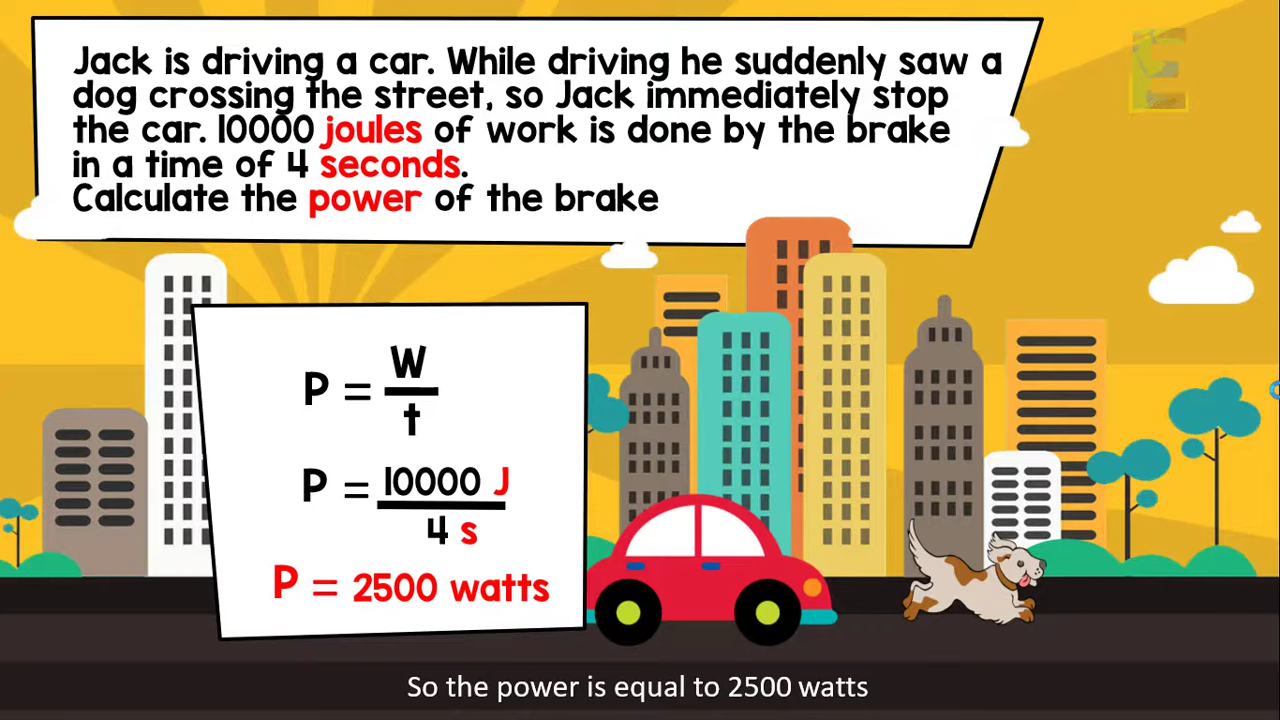 Jack is driving a car. While driving he suddenly saw a
dog crossing the street, so Jack immediately stop
the car. 10000 joules of work is done by the brake
in a time of 4 seconds.
Calculate the power of the brake
E
P = W
t
P = 10000 J
4 s
P = 2500 watts
So the power is equal to 2500 watts